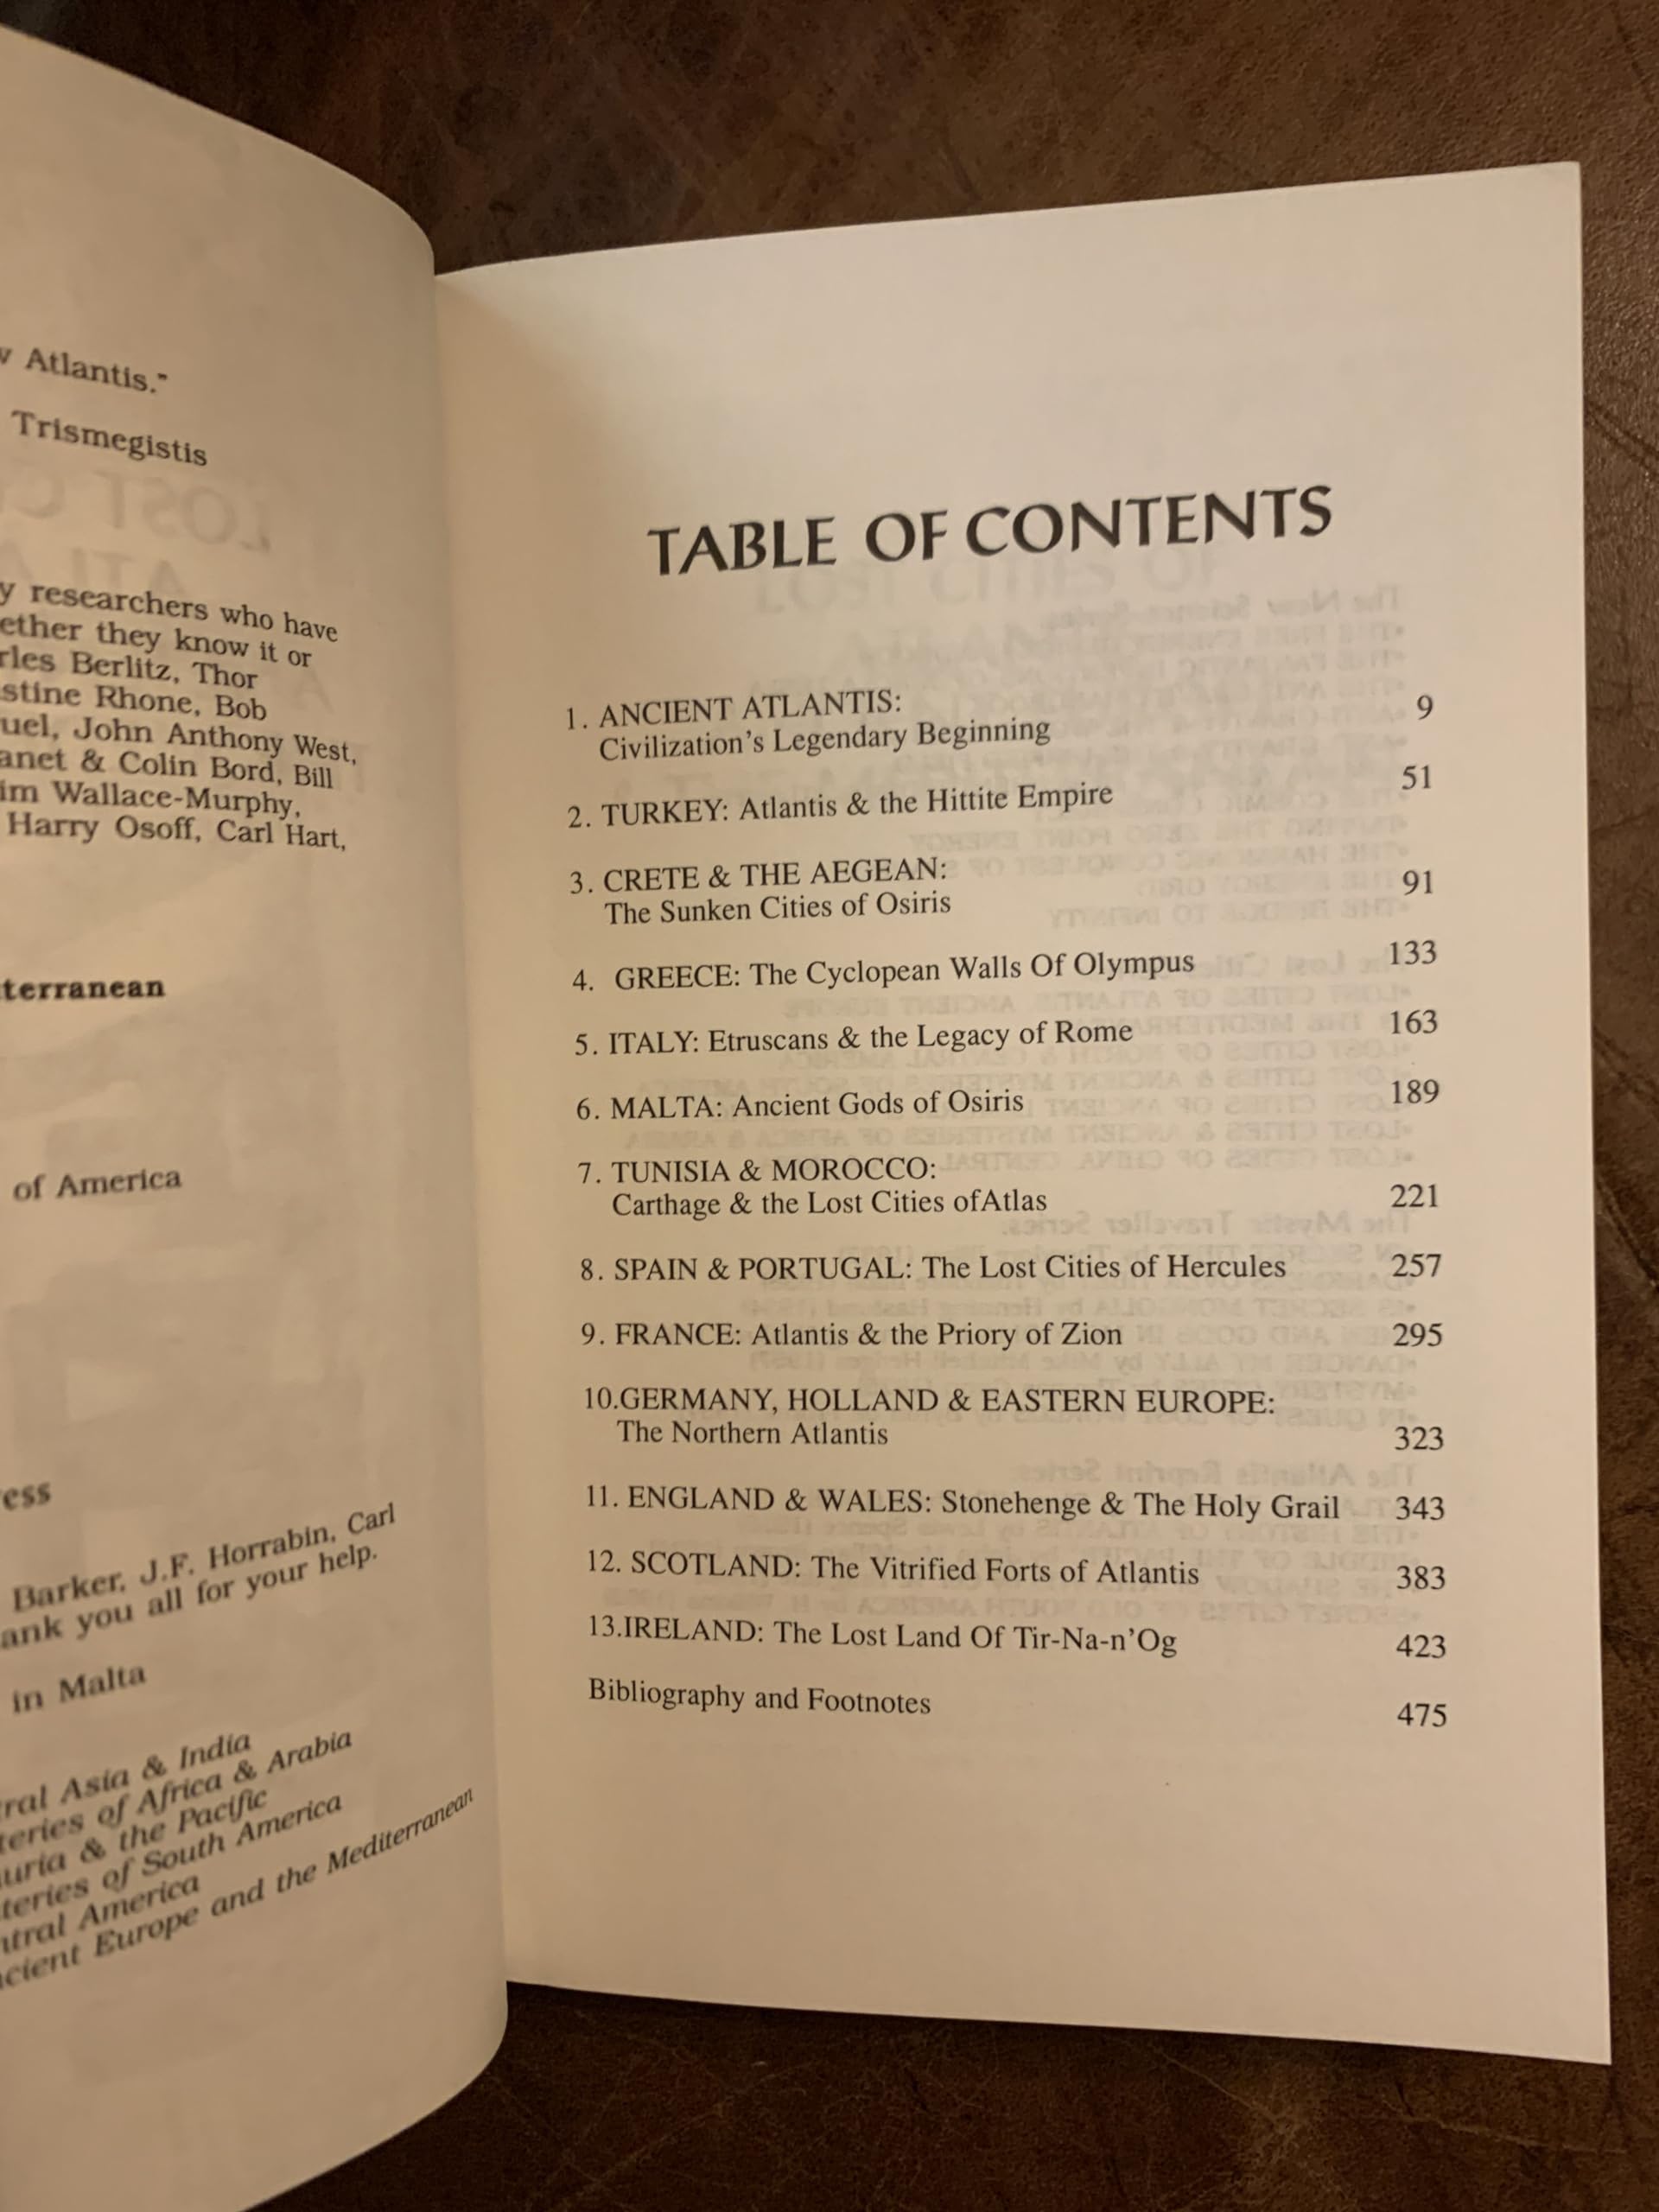 Atlantis."
Trismegistis
researchers who have
ether they know it or
rles Berlitz, Thor
stine Rhone, Bob
uel, John Anthony West,
anet & Colin Bord, Bill
im Wallace-Murphy,
Harry Osoff, Carl Hart,
terranean
of America
ess
Barker, J.F. Horrabin, Carl
ank you all for your help.
in Malta
ral Asia & India
teries of Africa & Arabia
uria & the Pacific
teries of South America
ntral America
cient Europe and the Mediterranean
TABLE OF CONTENTS
1. ANCIENT ATLANTIS: 9
Civilization's Legendary Beginning
2. TURKEY: Atlantis & the Hittite Empire 51
3. CRETE & THE AEGEAN: 91
The Sunken Cities of Osiris
4. GREECE: The Cyclopean Walls Of Olympus 133
5. ITALY: Etruscans & the Legacy of Rome 163
6. MALTA: Ancient Gods of Osiris 189
7. TUNISIA & MOROCCO:
Carthage & the Lost Cities ofAtlas 221
8. SPAIN & PORTUGAL: The Lost Cities of Hercules 257
9. FRANCE: Atlantis & the Priory of Zion 295
10.GERMANY, HOLLAND & EASTERN EUROPE:
The Northern Atlantis 323
11. ENGLAND & WALES: Stonehenge & The Holy Grail 343
12. SCOTLAND: The Vitrified Forts of Atlantis 383
13.IRELAND: The Lost Land Of Tir-Na-n'Og 423
Bibliography and Footnotes 475